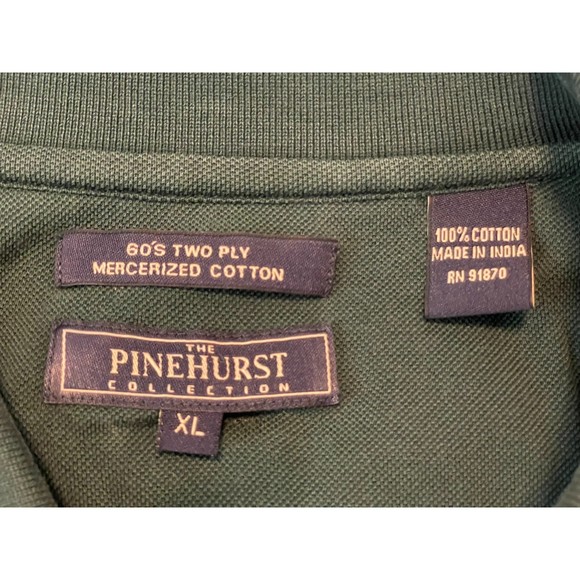 60'S TWO PLY
MERCERIZED COTTON
THE
PINEHURST
COLLECTION
XL
100% COTTON
MADE IN INDIA
RN 91870